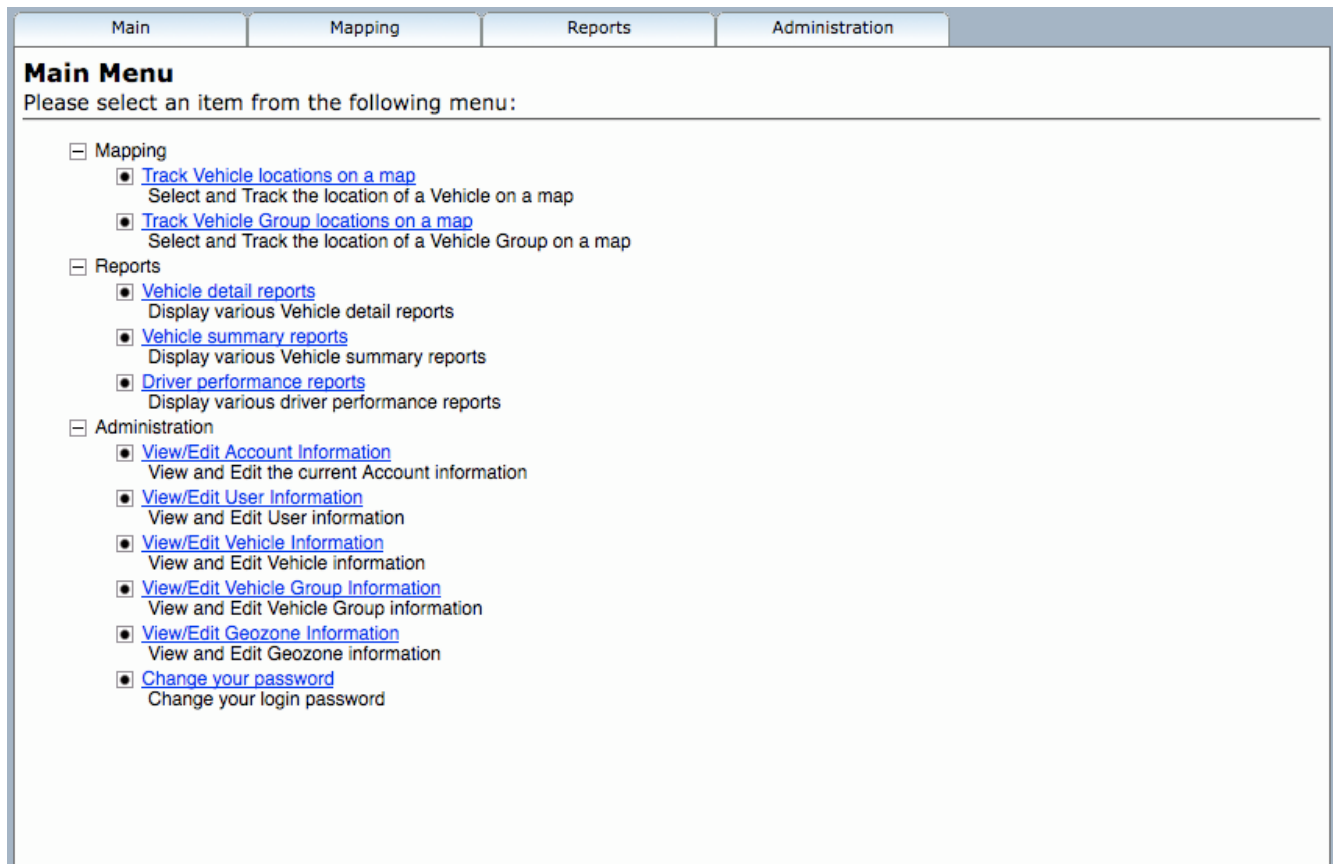 Main Mapping Reports Administration
Main Menu
Please select an item from the following menu:
Mapping
Track Vehicle locations on a map
Select and Track the location of a Vehicle on a map
Track Vehicle Group locations on a map
Select and Track the location of a Vehicle Group on a map
Reports
Vehicle detail reports
Display various Vehicle detail reports
Vehicle summary reports
Display various Vehicle summary reports
Driver performance reports
Display various driver performance reports
Administration
View/Edit Account Information
View and Edit the current Account information
View/Edit User Information
View and Edit User information
View/Edit Vehicle Information
View and Edit Vehicle information
View/Edit Vehicle Group Information
View and Edit Vehicle Group information
View/Edit Geozone Information
View and Edit Geozone information
Change your password
Change your login password